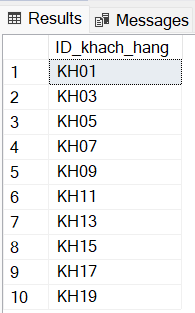 Results Messages
ID_khach_hang
1 KH01
2 KH03
3 KH05
4 KH07
5 KH09
6 KH11
7 KH13
8 KH15
9 KH17
10 KH19